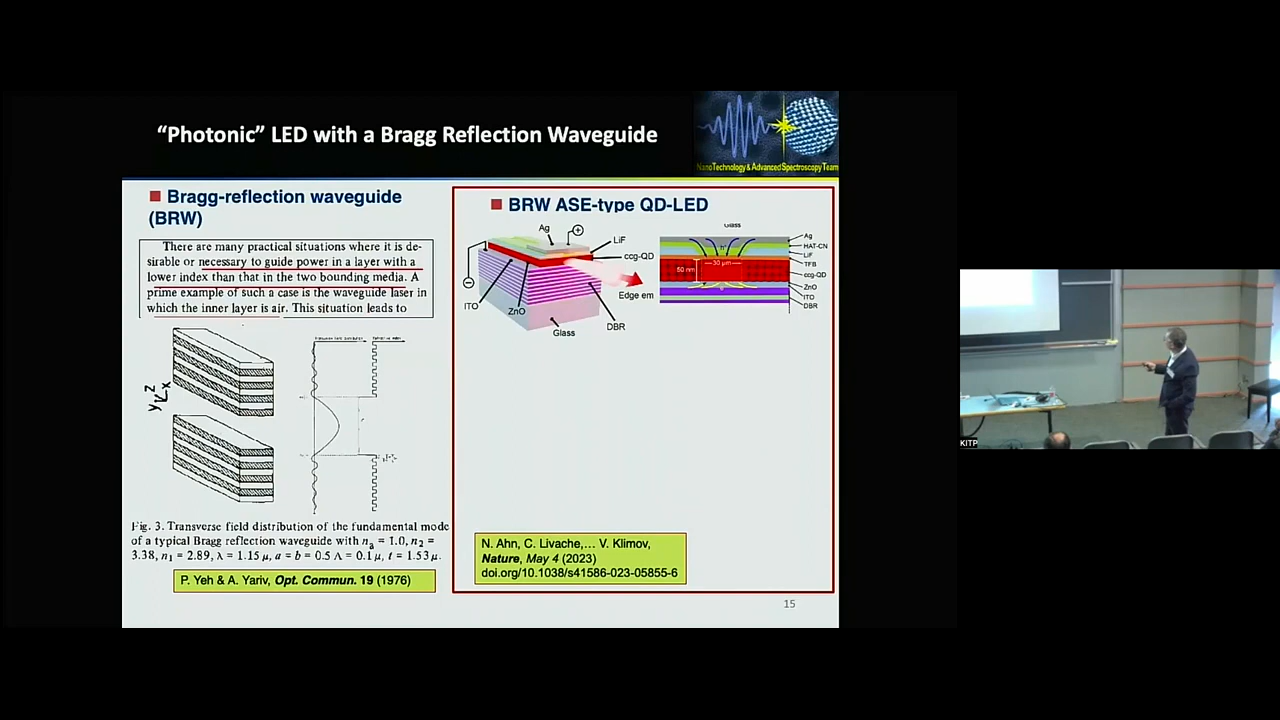 “Photonic” LED with a Bragg Reflection Waveguide
NanoTechnology & Advanced Spectroscopy Team
Bragg-reflection waveguide
(BRW)
There are many practical situations where it is de-
sirable or necessary to guide power in a layer with a
lower index than that in the two bounding media. A
prime example of such a case is the waveguide laser in
which the inner layer is air. This situation leads to
y
z
x
Fig. 3. Transverse field distribution of the fundamental mode
of a typical Bragg reflection waveguide with na = 1.0, n2 =
3.38, n1 = 2.89, λ = 1.15 μ, a = b = 0.5 Λ = 0.1μ, t = 1.53μ.
P. Yeh & A. Yariv, Opt. Commun. 19 (1976)
BRW ASE-type QD-LED
Ag
+
LiF
ccg-QD
Edge em
−
ITO
ZnO
DBR
Glass
Glass
Ag
HAT-CN
LiF
TFB
ccg-QD
ZnO
ITO
DBR
h+
30 μm
50 nm
N. Ahn, C. Livache,... V. Klimov,
Nature, May 4 (2023)
doi.org/10.1038/s41586-023-05855-6
15
KITP